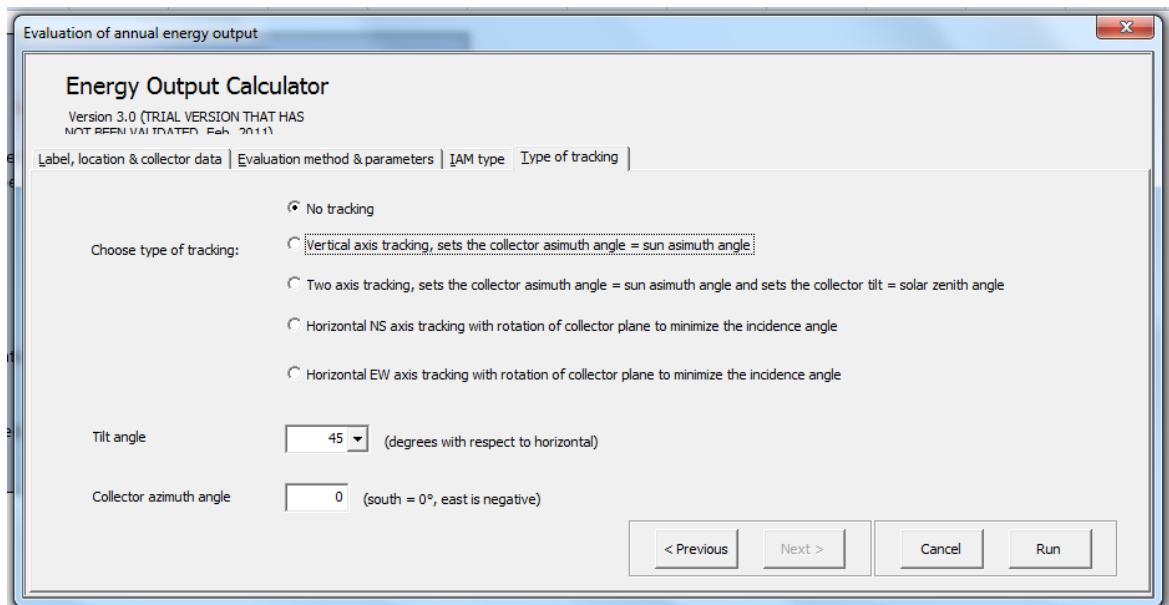 Evaluation of annual energy output
X
Energy Output Calculator
Version 3.0 (TRIAL VERSION THAT HAS
NOT BEEN VALIDATED, Feb. 2011)
Label, location & collector data | Evaluation method & parameters | IAM type | Type of tracking
No tracking
Choose type of tracking:
Vertical axis tracking, sets the collector asimuth angle = sun asimuth angle
Two axis tracking, sets the collector asimuth angle = sun asimuth angle and sets the collector tilt = solar zenith angle
Horizontal NS axis tracking with rotation of collector plane to minimize the incidence angle
Horizontal EW axis tracking with rotation of collector plane to minimize the incidence angle
Tilt angle 45 (degrees with respect to horizontal)
Collector azimuth angle 0 (south = 0°, east is negative)
< Previous Next > Cancel Run